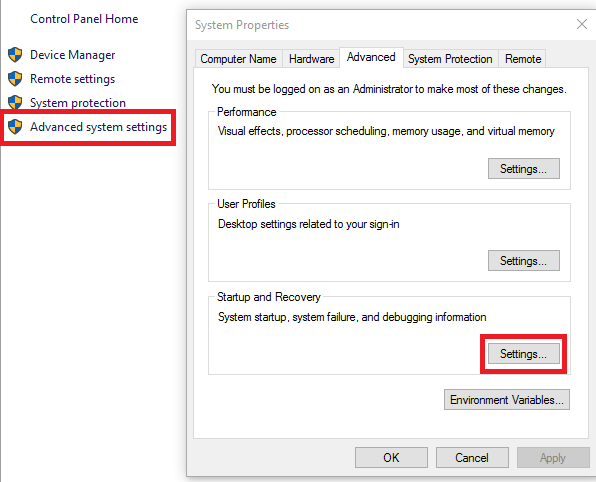 Control Panel Home
Device Manager
Remote settings
System protection
Advanced system settings
System Properties
Computer Name
Hardware
Advanced
System Protection
Remote
You must be logged on as an Administrator to make most of these changes.
Performance
Visual effects, processor scheduling, memory usage, and virtual memory
Settings...
User Profiles
Desktop settings related to your sign-in
Settings...
Startup and Recovery
System startup, system failure, and debugging information
Settings...
Environment Variables...
OK
Cancel
Apply